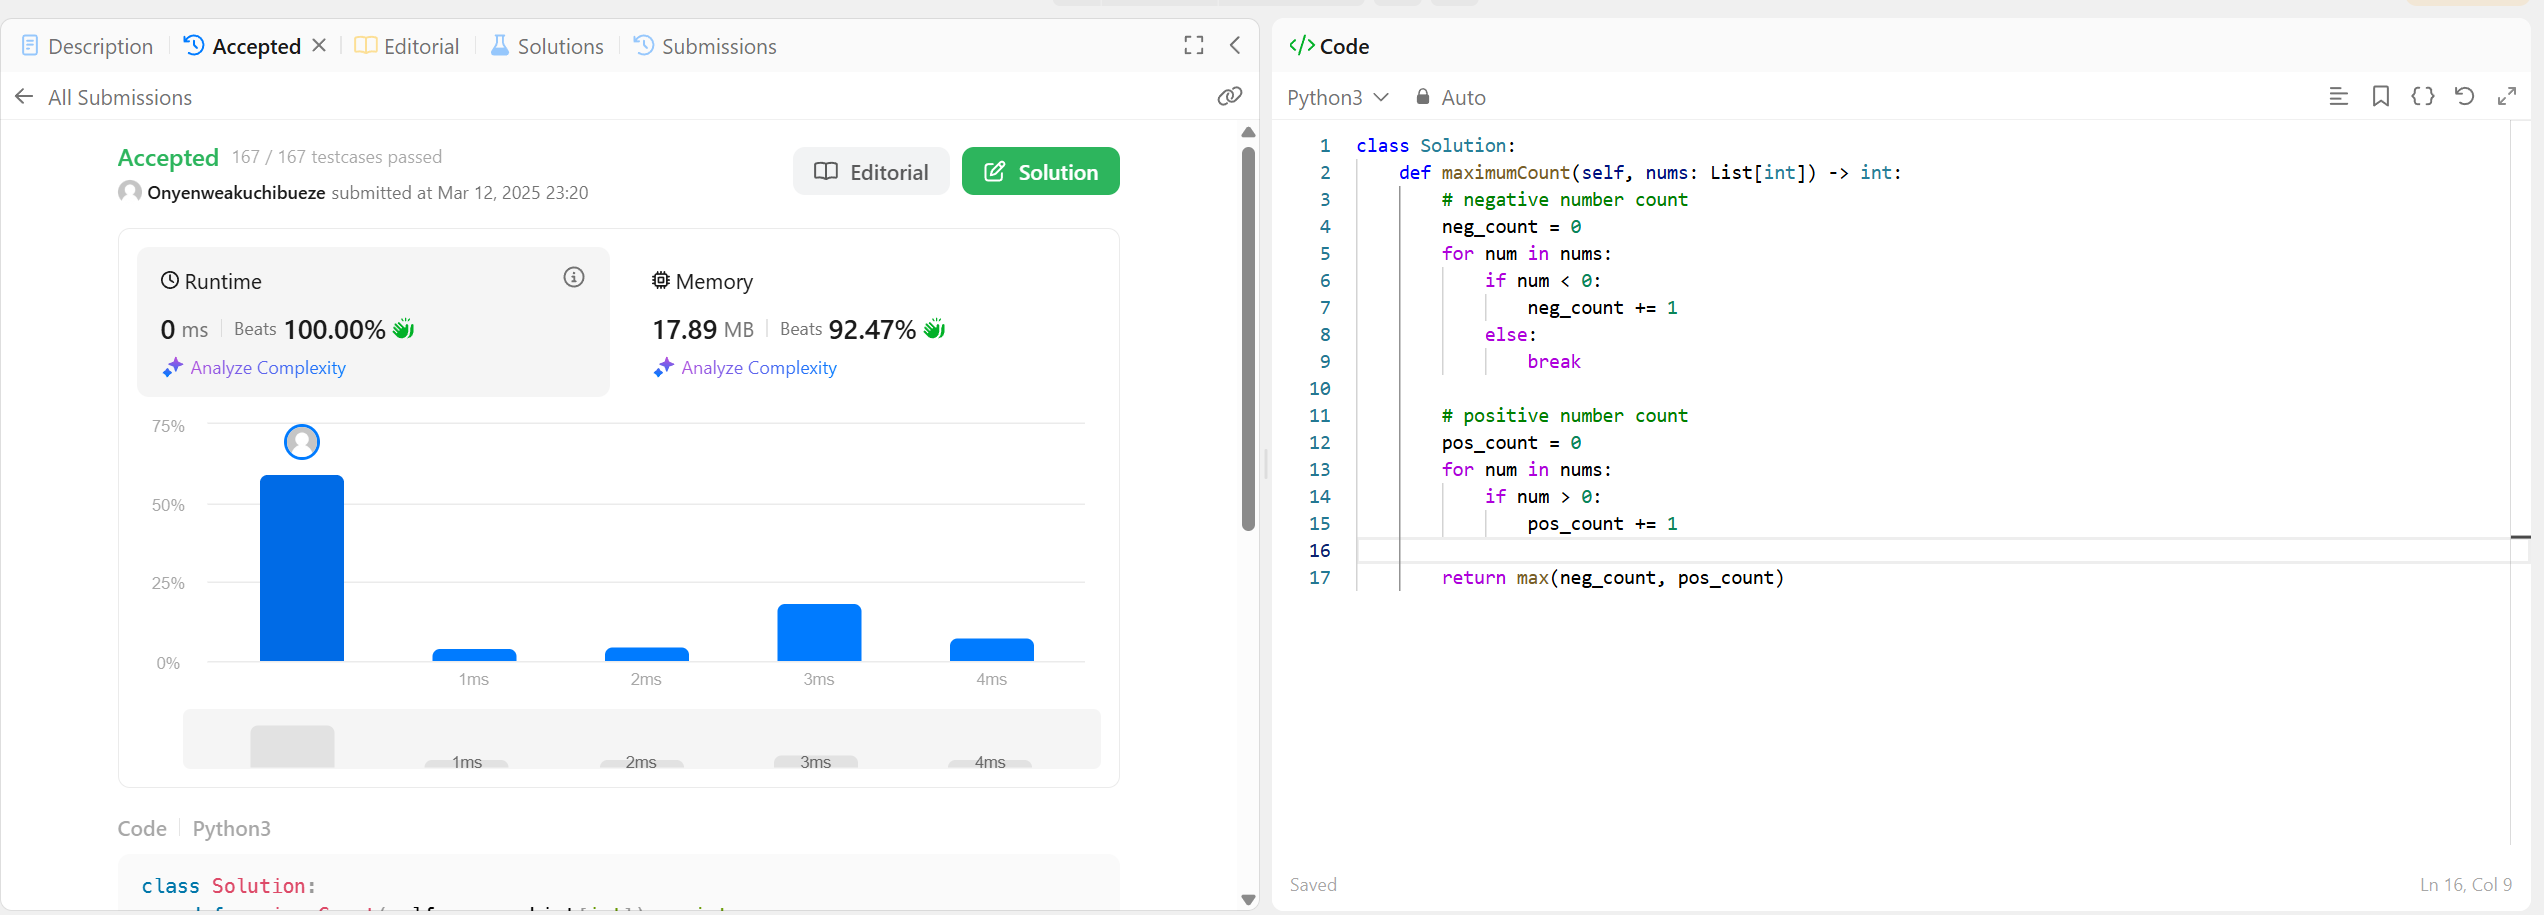 Description Accepted Editorial Solutions Submissions
All Submissions
Accepted 167 / 167 testcases passed
Onyenweakuchibueze submitted at Mar 12, 2025 23:20
Editorial Solution
Runtime
0 ms Beats 100.00%
Analyze Complexity
Memory
17.89 MB Beats 92.47%
Analyze Complexity
75%
50%
25%
0%
1ms 2ms 3ms 4ms
1ms 2ms 3ms 4ms
Code Python3
class Solution:
</> Code
Python3 Auto
1 class Solution:
2     def maximumCount(self, nums: List[int]) -> int:
3         # negative number count
4         neg_count = 0
5         for num in nums:
6             if num < 0:
7                 neg_count += 1
8             else:
9                 break
10
11         # positive number count
12         pos_count = 0
13         for num in nums:
14             if num > 0:
15                 pos_count += 1
16
17         return max(neg_count, pos_count)
Saved Ln 16, Col 9